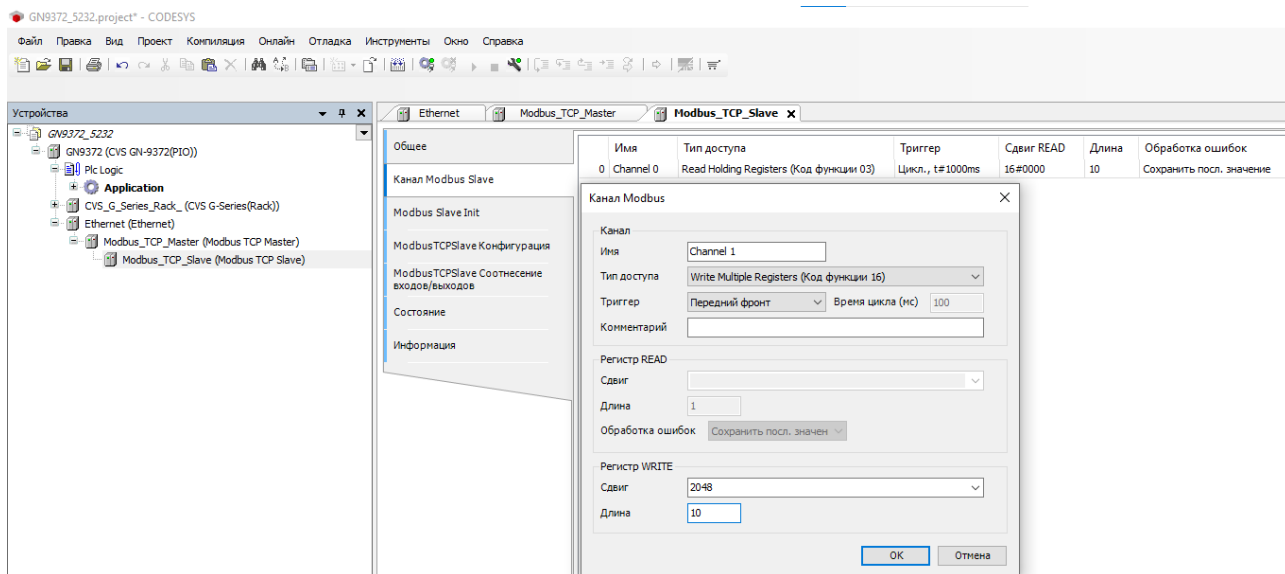 GN9372_5232.project* - CODESYS
Файл Правка Вид Проект Компиляция Онлайн Отладка Инструменты Окно Справка
Устройства
GN9372_5232
GN9372 (CVS GN-9372(PIO))
Plc Logic
Application
CVS_G_Series_Rack_ (CVS G-Series(Rack))
Ethernet (Ethernet)
Modbus_TCP_Master (Modbus TCP Master)
Modbus_TCP_Slave (Modbus TCP Slave)
Ethernet Modbus_TCP_Master Modbus_TCP_Slave
Общее
Канал Modbus Slave
Modbus Slave Init
ModbusTCPSlave Конфигурация
ModbusTCPSlave Соотнесение
входов/выходов
Состояние
Информация
Имя Тип доступа Триггер Сдвиг READ Длина Обработка ошибок
0 Channel 0 Read Holding Registers (Код функции 03) Цикл., t#1000ms 16#0000 10 Сохранить посл. значение
Канал Modbus
Канал
Имя Channel 1
Тип доступа Write Multiple Registers (Код функции 16)
Триггер Передний фронт Время цикла (мс) 100
Комментарий
Регистр READ
Сдвиг
Длина 1
Обработка ошибок Сохранить посл. значен
Регистр WRITE
Сдвиг 2048
Длина 10
OK Отмена